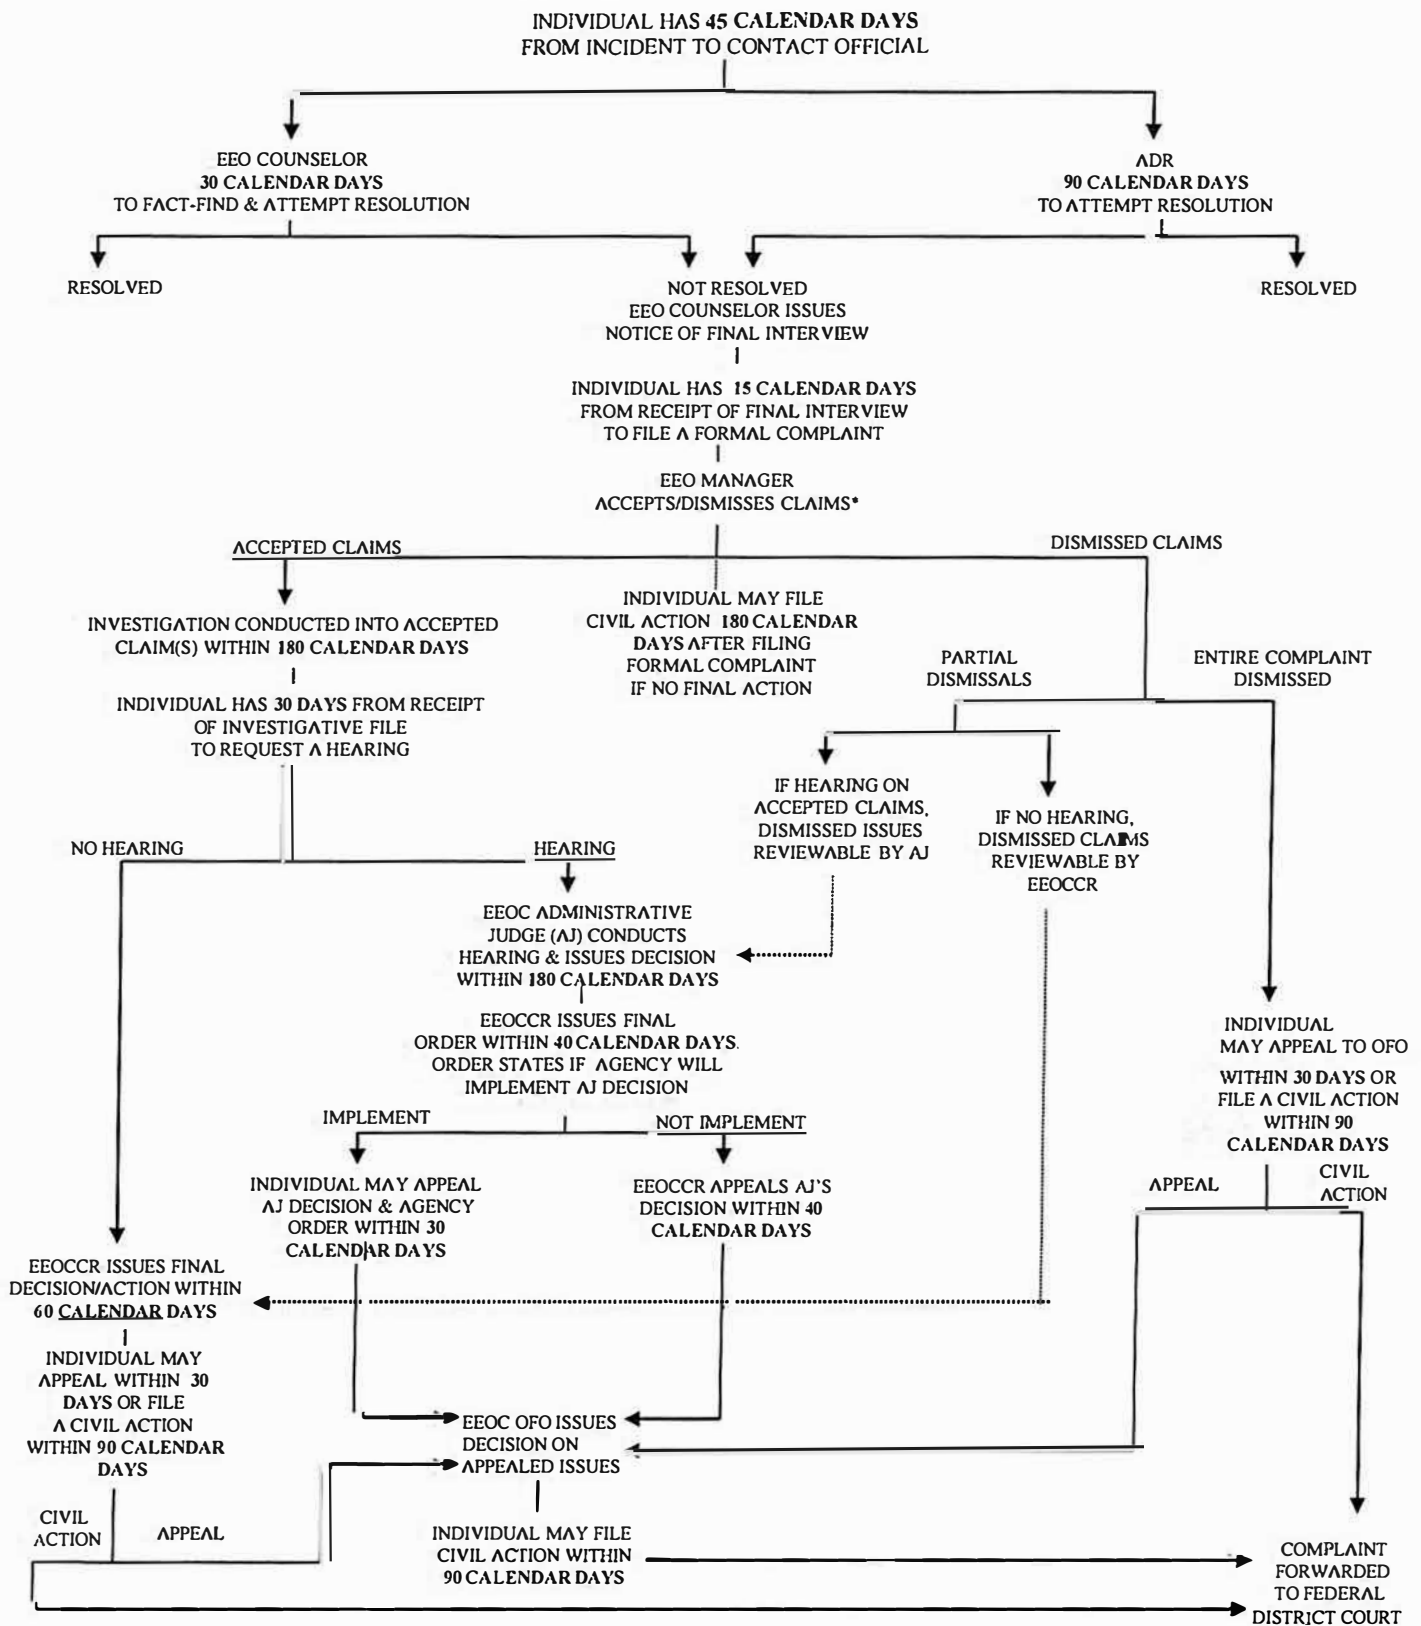 INDIVIDUAL HAS 45 CALENDAR DAYS
FROM INCIDENT TO CONTACT OFFICIAL
EEO COUNSELOR
30 CALENDAR DAYS
TO FACT-FIND & ATTEMPT RESOLUTION
ADR
90 CALENDAR DAYS
TO ATTEMPT RESOLUTION
RESOLVED
NOT RESOLVED
EEO COUNSELOR ISSUES
NOTICE OF FINAL INTERVIEW
RESOLVED
INDIVIDUAL HAS 15 CALENDAR DAYS
FROM RECEIPT OF FINAL INTERVIEW
TO FILE A FORMAL COMPLAINT
EEO MANAGER
ACCEPTS/DISMISSES CLAIMS*
ACCEPTED CLAIMS
DISMISSED CLAIMS
INVESTIGATION CONDUCTED INTO ACCEPTED
CLAIM(S) WITHIN 180 CALENDAR DAYS
INDIVIDUAL MAY FILE
CIVIL ACTION 180 CALENDAR
DAYS AFTER FILING
FORMAL COMPLAINT
IF NO FINAL ACTION
PARTIAL
DISMISSALS
ENTIRE COMPLAINT
DISMISSED
INDIVIDUAL HAS 30 DAYS FROM RECEIPT
OF INVESTIGATIVE FILE
TO REQUEST A HEARING
IF HEARING ON
ACCEPTED CLAIMS,
DISMISSED ISSUES
REVIEWABLE BY AJ
IF NO HEARING,
DISMISSED CLAIMS
REVIEWABLE BY
EEOCCR
NO HEARING
HEARING
EEOC ADMINISTRATIVE
JUDGE (AJ) CONDUCTS
HEARING & ISSUES DECISION
WITHIN 180 CALENDAR DAYS
EEOCCR ISSUES FINAL
ORDER WITHIN 40 CALENDAR DAYS.
ORDER STATES IF AGENCY WILL
IMPLEMENT AJ DECISION
INDIVIDUAL
MAY APPEAL TO OFO
WITHIN 30 DAYS OR
FILE A CIVIL ACTION
WITHIN 90
CALENDAR DAYS
IMPLEMENT
NOT IMPLEMENT
INDIVIDUAL MAY APPEAL
AJ DECISION & AGENCY
ORDER WITHIN 30
CALENDAR DAYS
EEOCCR APPEALS AJ'S
DECISION WITHIN 40
CALENDAR DAYS
APPEAL
CIVIL
ACTION
EEOCCR ISSUES FINAL
DECISION/ACTION WITHIN
60 CALENDAR DAYS
INDIVIDUAL MAY
APPEAL WITHIN 30
DAYS OR FILE
A CIVIL ACTION
WITHIN 90 CALENDAR
DAYS
EEOC OFO ISSUES
DECISION ON
APPEALED ISSUES
CIVIL
ACTION
APPEAL
INDIVIDUAL MAY FILE
CIVIL ACTION WITHIN
90 CALENDAR DAYS
COMPLAINT
FORWARDED
TO FEDERAL
DISTRICT COURT